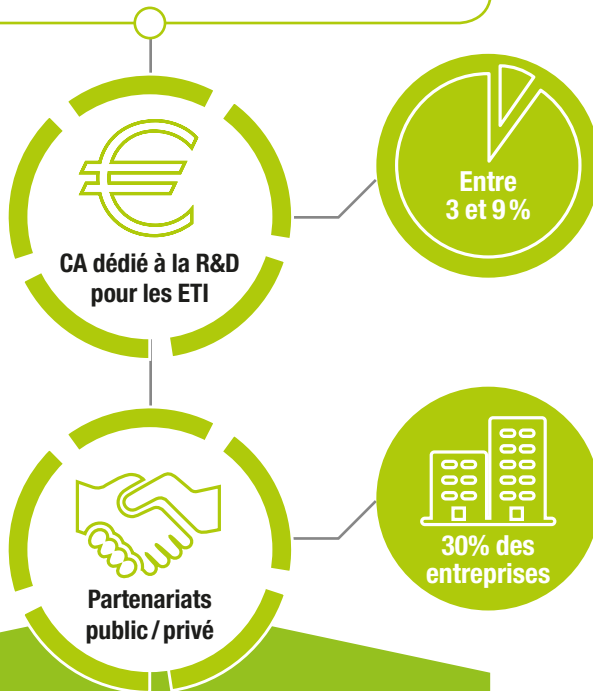 CA dédié à la R&D
pour les ETI
Entre
3 et 9 %
Partenariats
public / privé
30% des
entreprises